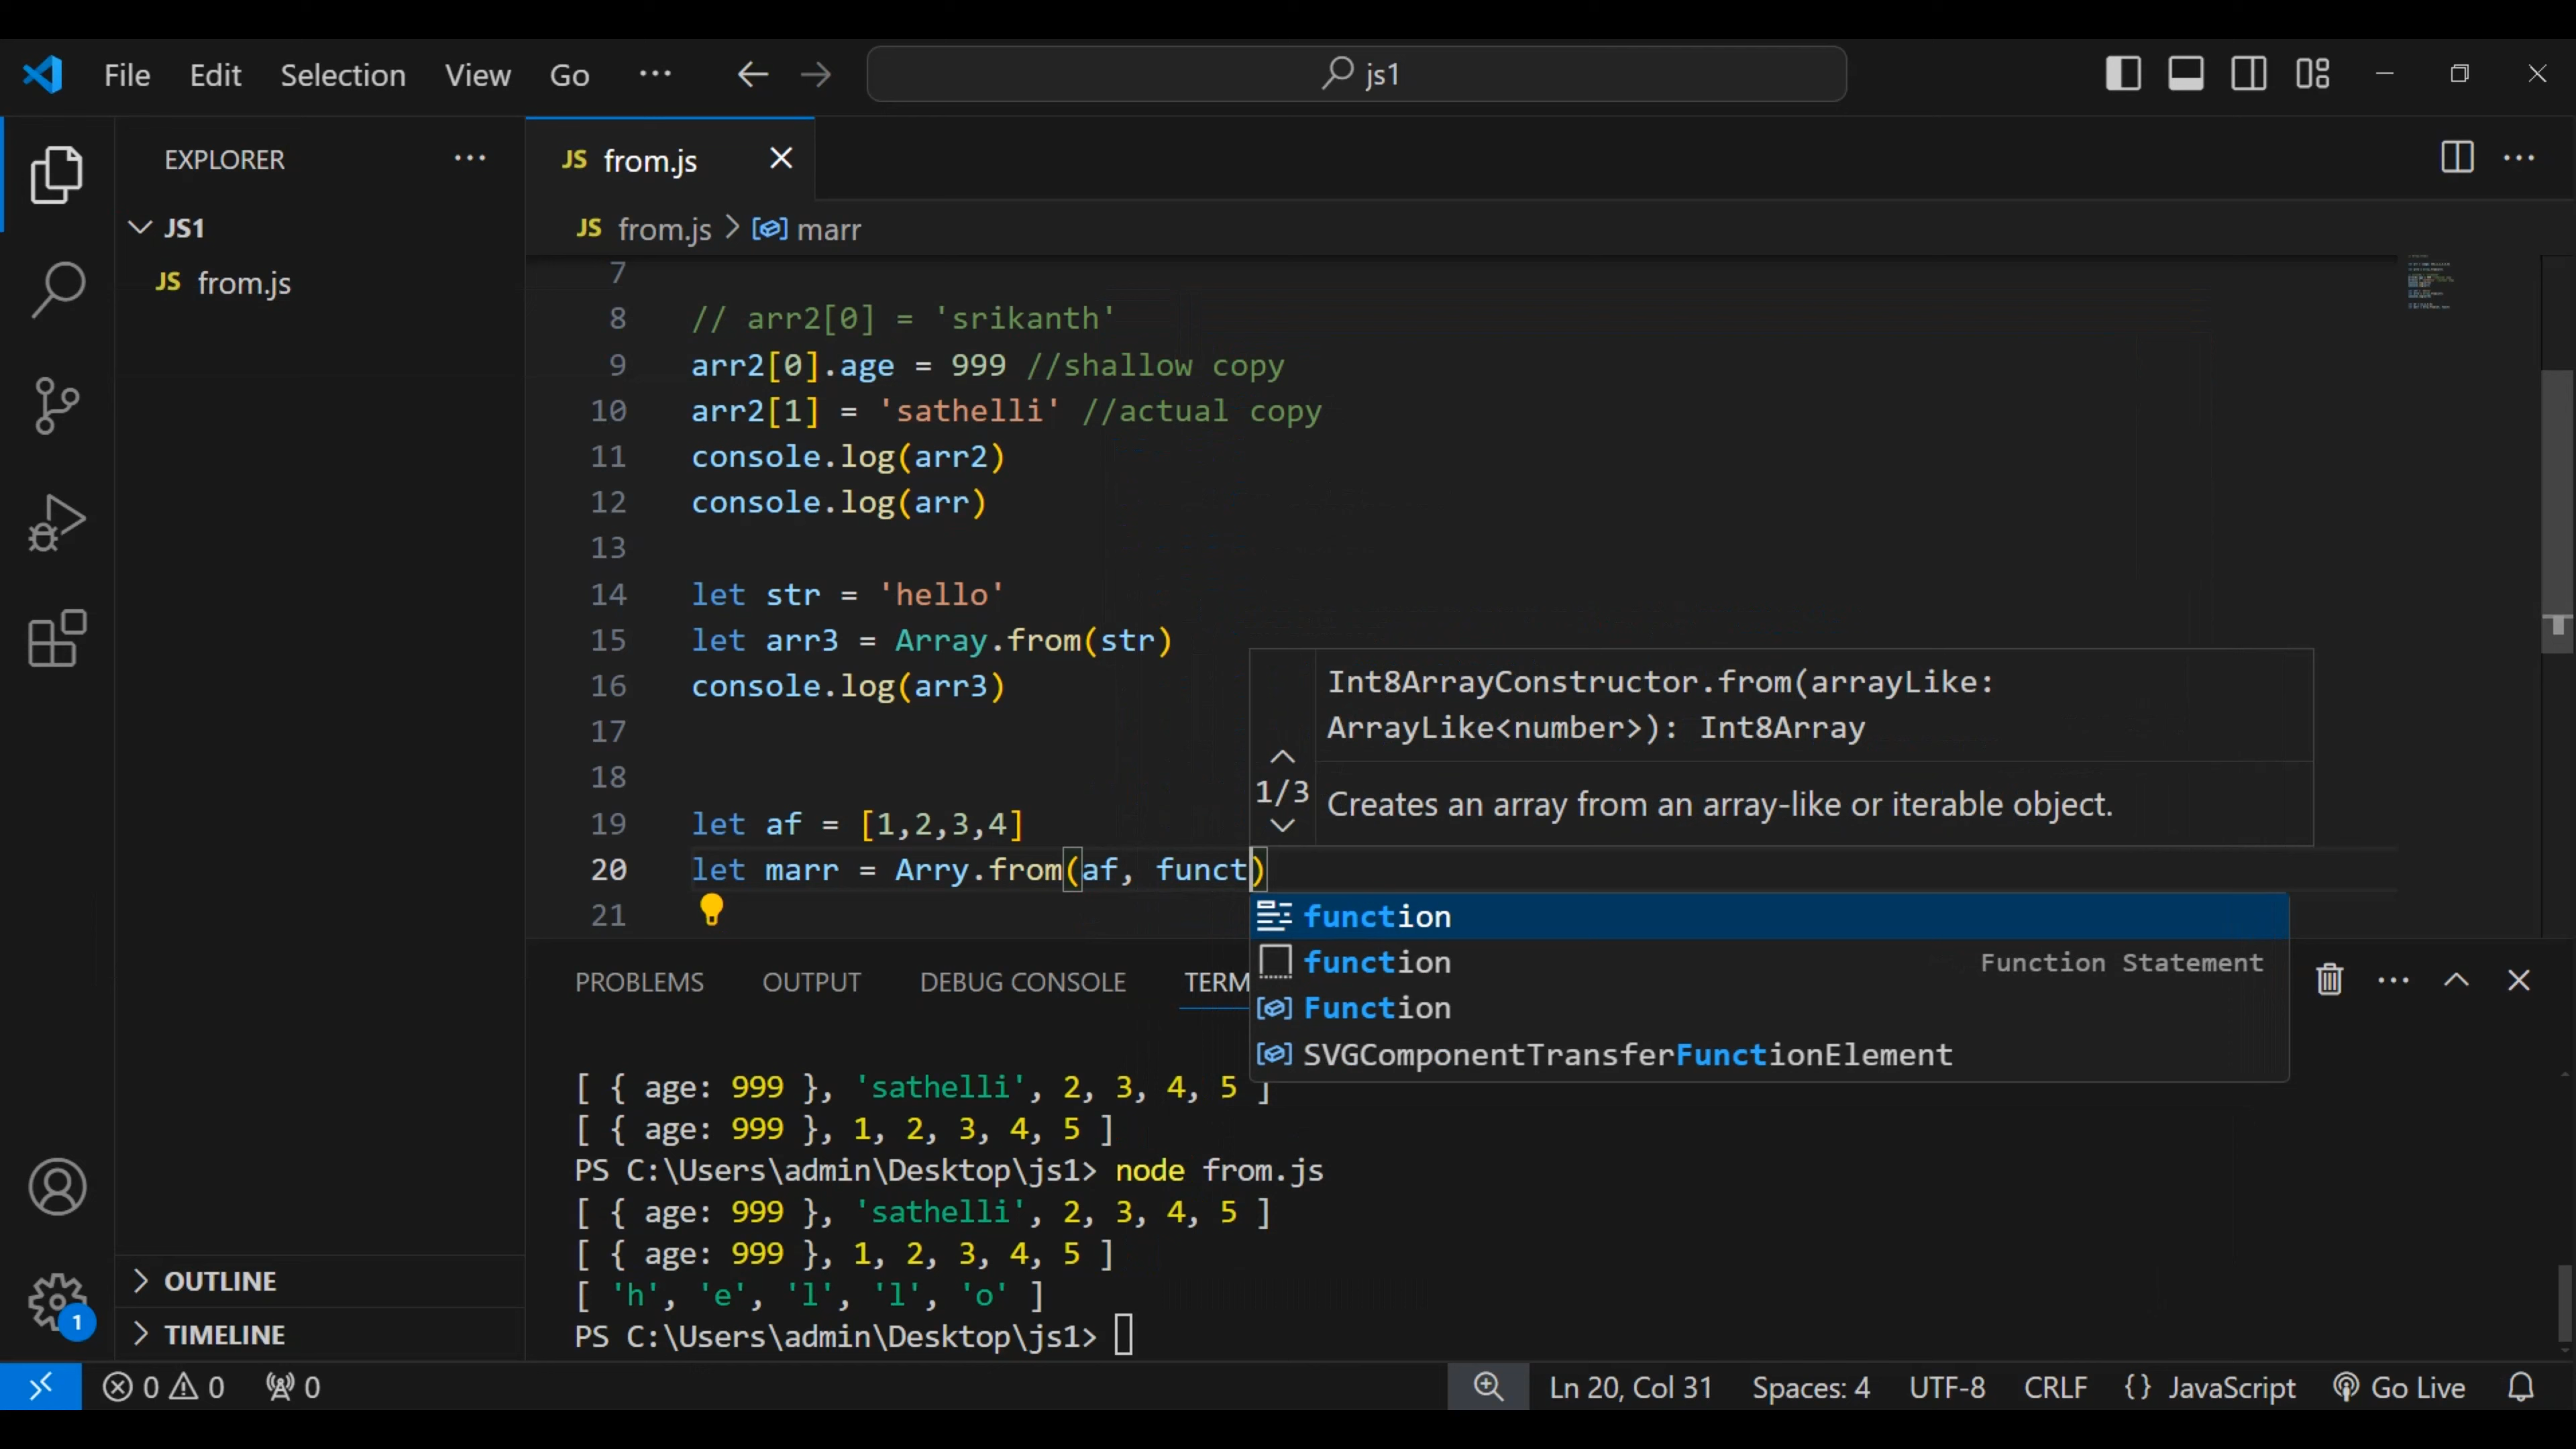 File Edit Selection View Go ··· js1
EXPLORER ···
JS from.js
JS1
JS from.js > marr
JS from.js
7
8 // arr2[0] = 'srikanth'
9 arr2[0].age = 999 //shallow copy
10 arr2[1] = 'sathelli' //actual copy
11 console.log(arr2)
12 console.log(arr)
13
14 let str = 'hello'
15 let arr3 = Array.from(str)
16 console.log(arr3)
17
18
19 let af = [1,2,3,4]
20 let marr = Arry.from(af, funct)
21
Int8ArrayConstructor.from(arrayLike:
ArrayLike<number>): Int8Array
1/3
Creates an array from an array-like or iterable object.
function
function Function Statement
Function
SVGComponentTransferFunctionElement
PROBLEMS OUTPUT DEBUG CONSOLE TERM
[ { age: 999 }, 'sathelli', 2, 3, 4, 5 ]
[ { age: 999 }, 1, 2, 3, 4, 5 ]
PS C:\Users\admin\Desktop\js1> node from.js
[ { age: 999 }, 'sathelli', 2, 3, 4, 5 ]
[ { age: 999 }, 1, 2, 3, 4, 5 ]
[ 'h', 'e', 'l', 'l', 'o' ]
PS C:\Users\admin\Desktop\js1>
OUTLINE
TIMELINE
1
0 0 0 Ln 20, Col 31 Spaces: 4 UTF-8 CRLF {} JavaScript Go Live